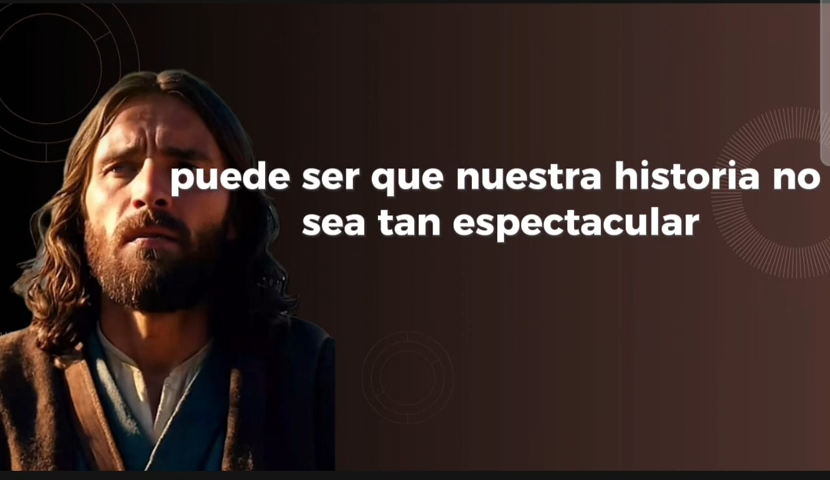 puede ser que nuestra historia no
sea tan espectacular